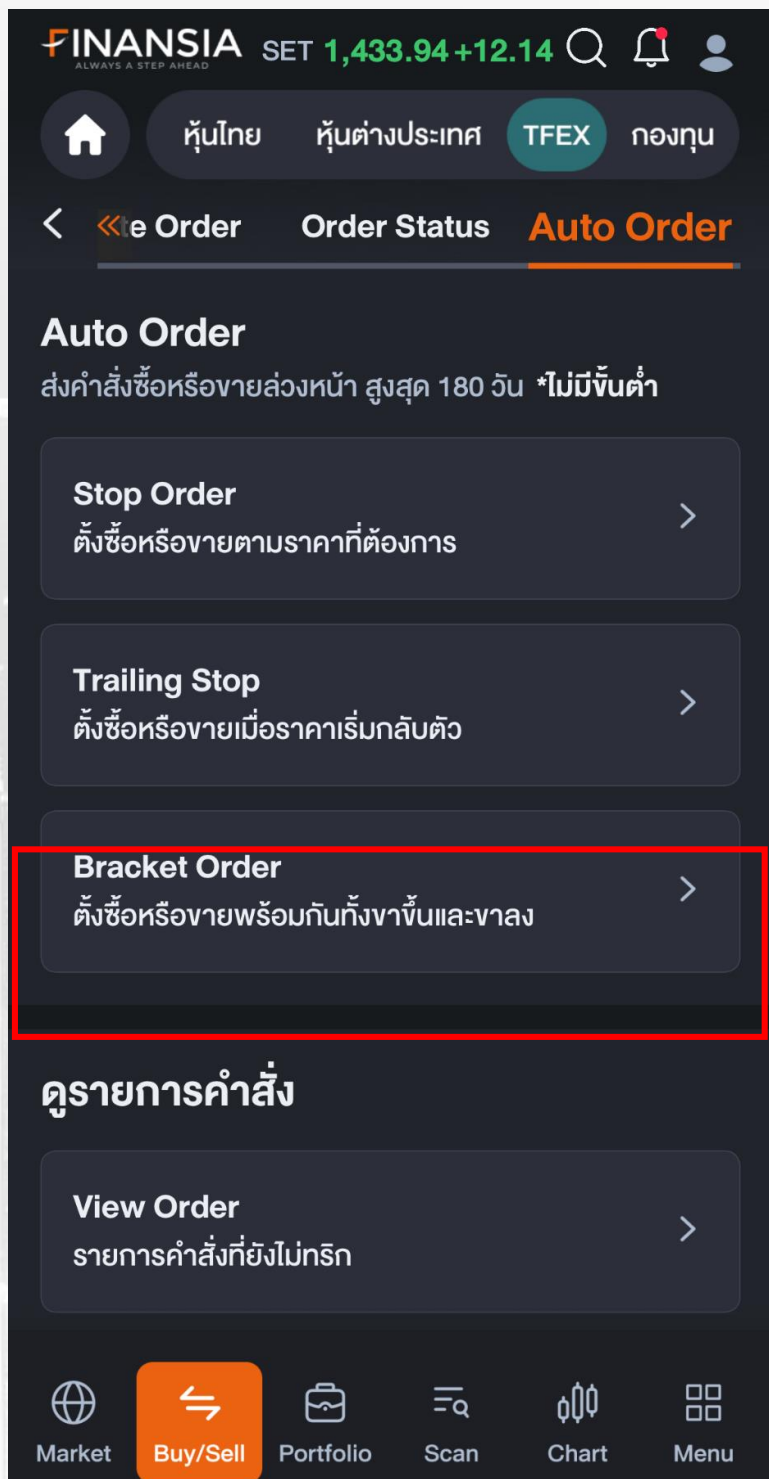 FINANSIA SET 1,433.94 +12.14
ALWAYS A STEP AHEAD
หุ้นไทย หุ้นต่างประเทศ TFEX กองทุน
te Order Order Status Auto Order
Auto Order
ส่งคำสั่งซื้อหรือขายล่วงหน้า สูงสุด 180 วัน *ไม่มีขั้นต่ำ
Stop Order
ตั้งซื้อหรือขายตามราคาที่ต้องการ
Trailing Stop
ตั้งซื้อหรือขายเมื่อราคาเริ่มกลับตัว
Bracket Order
ตั้งซื้อหรือขายพร้อมกันทั้งขาขึ้นและขาลง
ดูรายการคำสั่ง
View Order
รายการคำสั่งที่ยังไม่ทริก
Market Buy/Sell Portfolio Scan Chart Menu